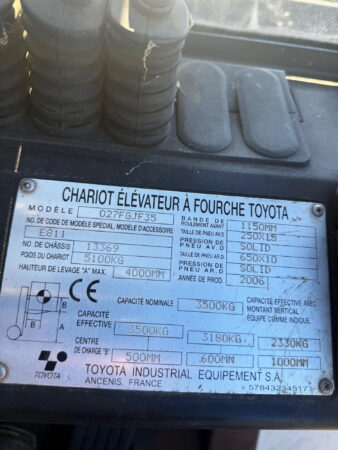 CHARIOT ÉLÉVATEUR À FOURCHE TOYOTA
MODÈLE 027FGJF35
NO. DE CODE DE MODÈLE SPÉCIAL, MODÈLE D'ACCESSOIRE
E811
NO. DE CHÂSSIS 13369
POIDS DU CHARIOT 5100KG
HAUTEUR DE LEVAGE "A" MAX. 4000MM
BANDE DE ROULEMENT AVANT 1150MM
TAILLE DE PNEU AV.D 250X15
PRESSION DE PNEU AV.D SOLID
TAILLE DE PNEU AR.D 650X10
PRESSION DE PNEU AR.D SOLID
ANNÉE DE PROD. 2006
CE
CAPACITÉ NOMINALE 3500KG
CAPACITÉ EFFECTIVE AVEC MONTANT VERTICAL ÉQUIPÉ COMME INDIQUÉ.
A
B
B
CAPACITÉ EFFECTIVE 3500KG 3180KG 2330KG
CENTRE DE CHARGE "B" 500MM 600MM 1000MM
TOYOTA
TOYOTA INDUSTRIAL EQUIPEMENT S.A.
ANCENIS, FRANCE
578432345171